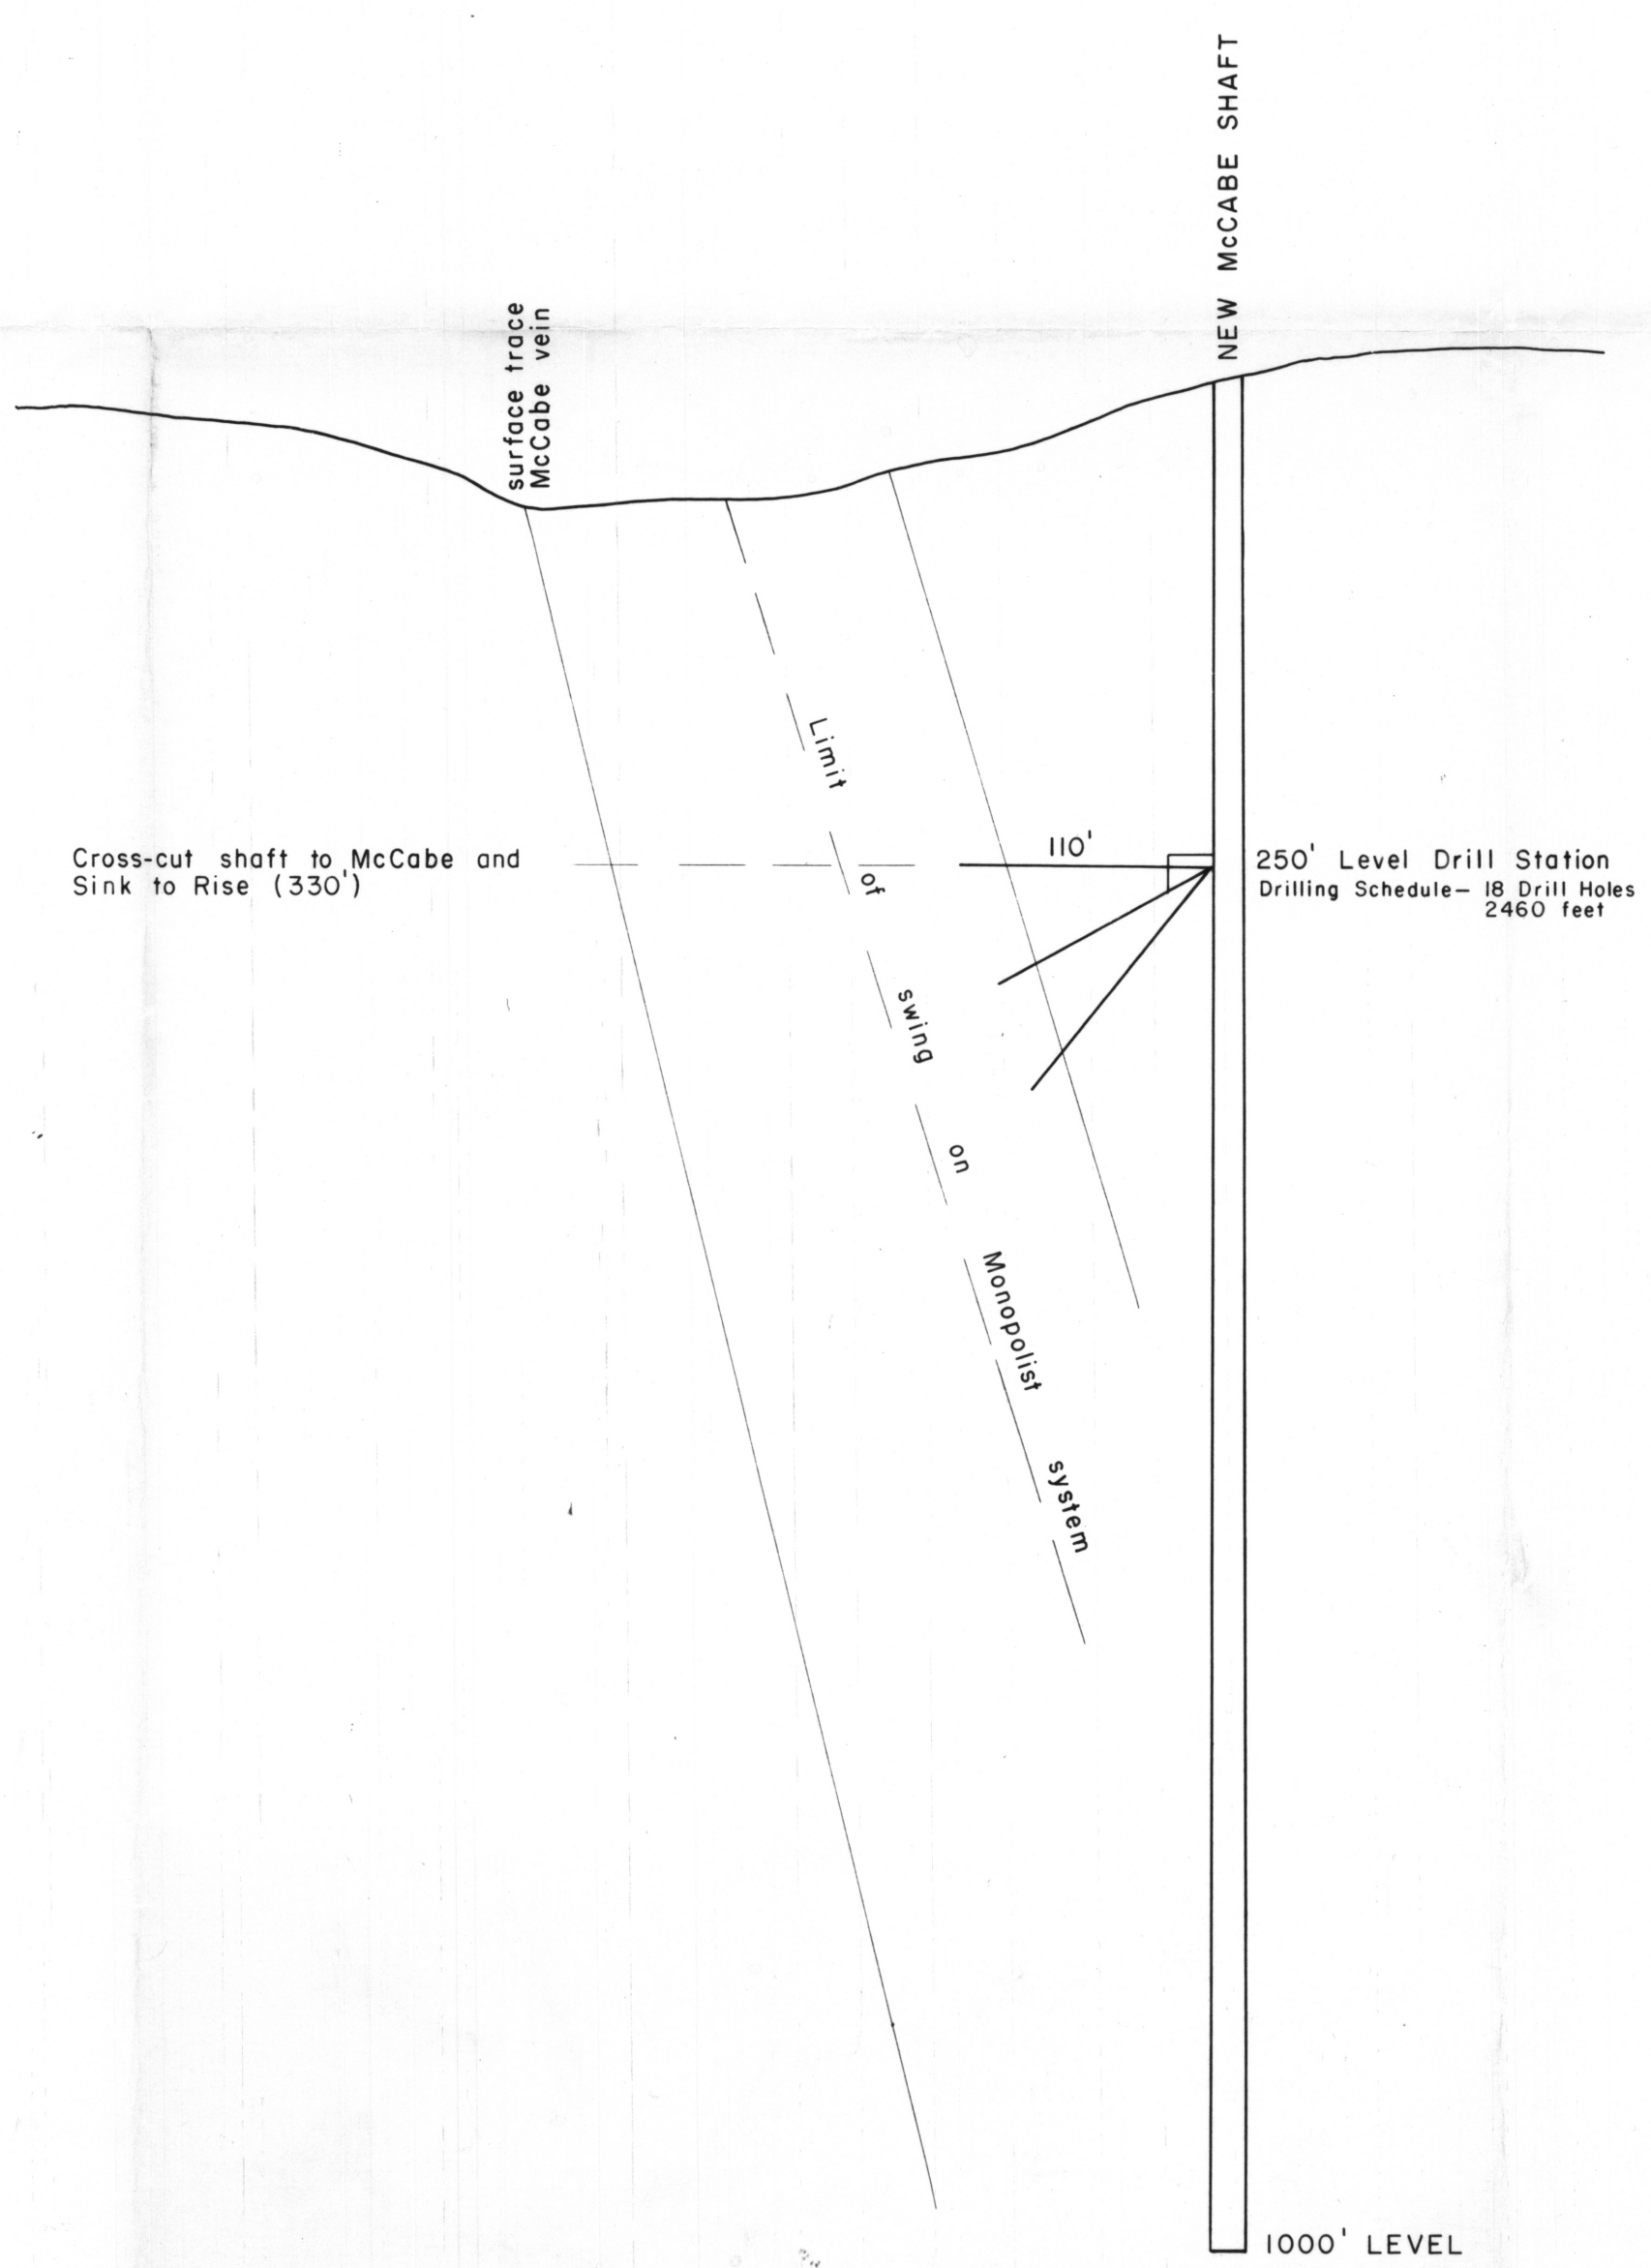 NEW McCABE SHAFT
surface trace
McCabe vein
Limit of swing on Monopolist system
110'
Cross-cut shaft to McCabe and
Sink to Rise (330')
250' Level Drill Station
Drilling Schedule— 18 Drill Holes
2460 feet
1000' LEVEL